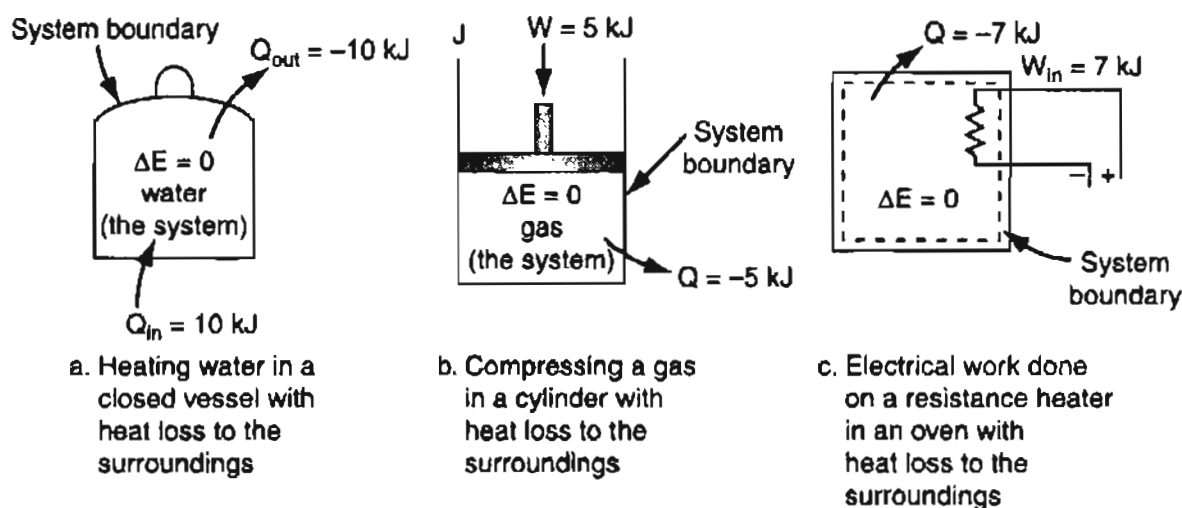 System boundary
Q_out = –10 kJ
ΔE = 0
water
(the system)
Q_in = 10 kJ
a. Heating water in a
closed vessel with
heat loss to the
surroundings
J
W = 5 kJ
System
boundary
ΔE = 0
gas
(the system)
Q = –5 kJ
b. Compressing a gas
in a cylinder with
heat loss to the
surroundings
Q = –7 kJ
W_in = 7 kJ
– +
ΔE = 0
System
boundary
c. Electrical work done
on a resistance heater
in an oven with
heat loss to the
surroundings